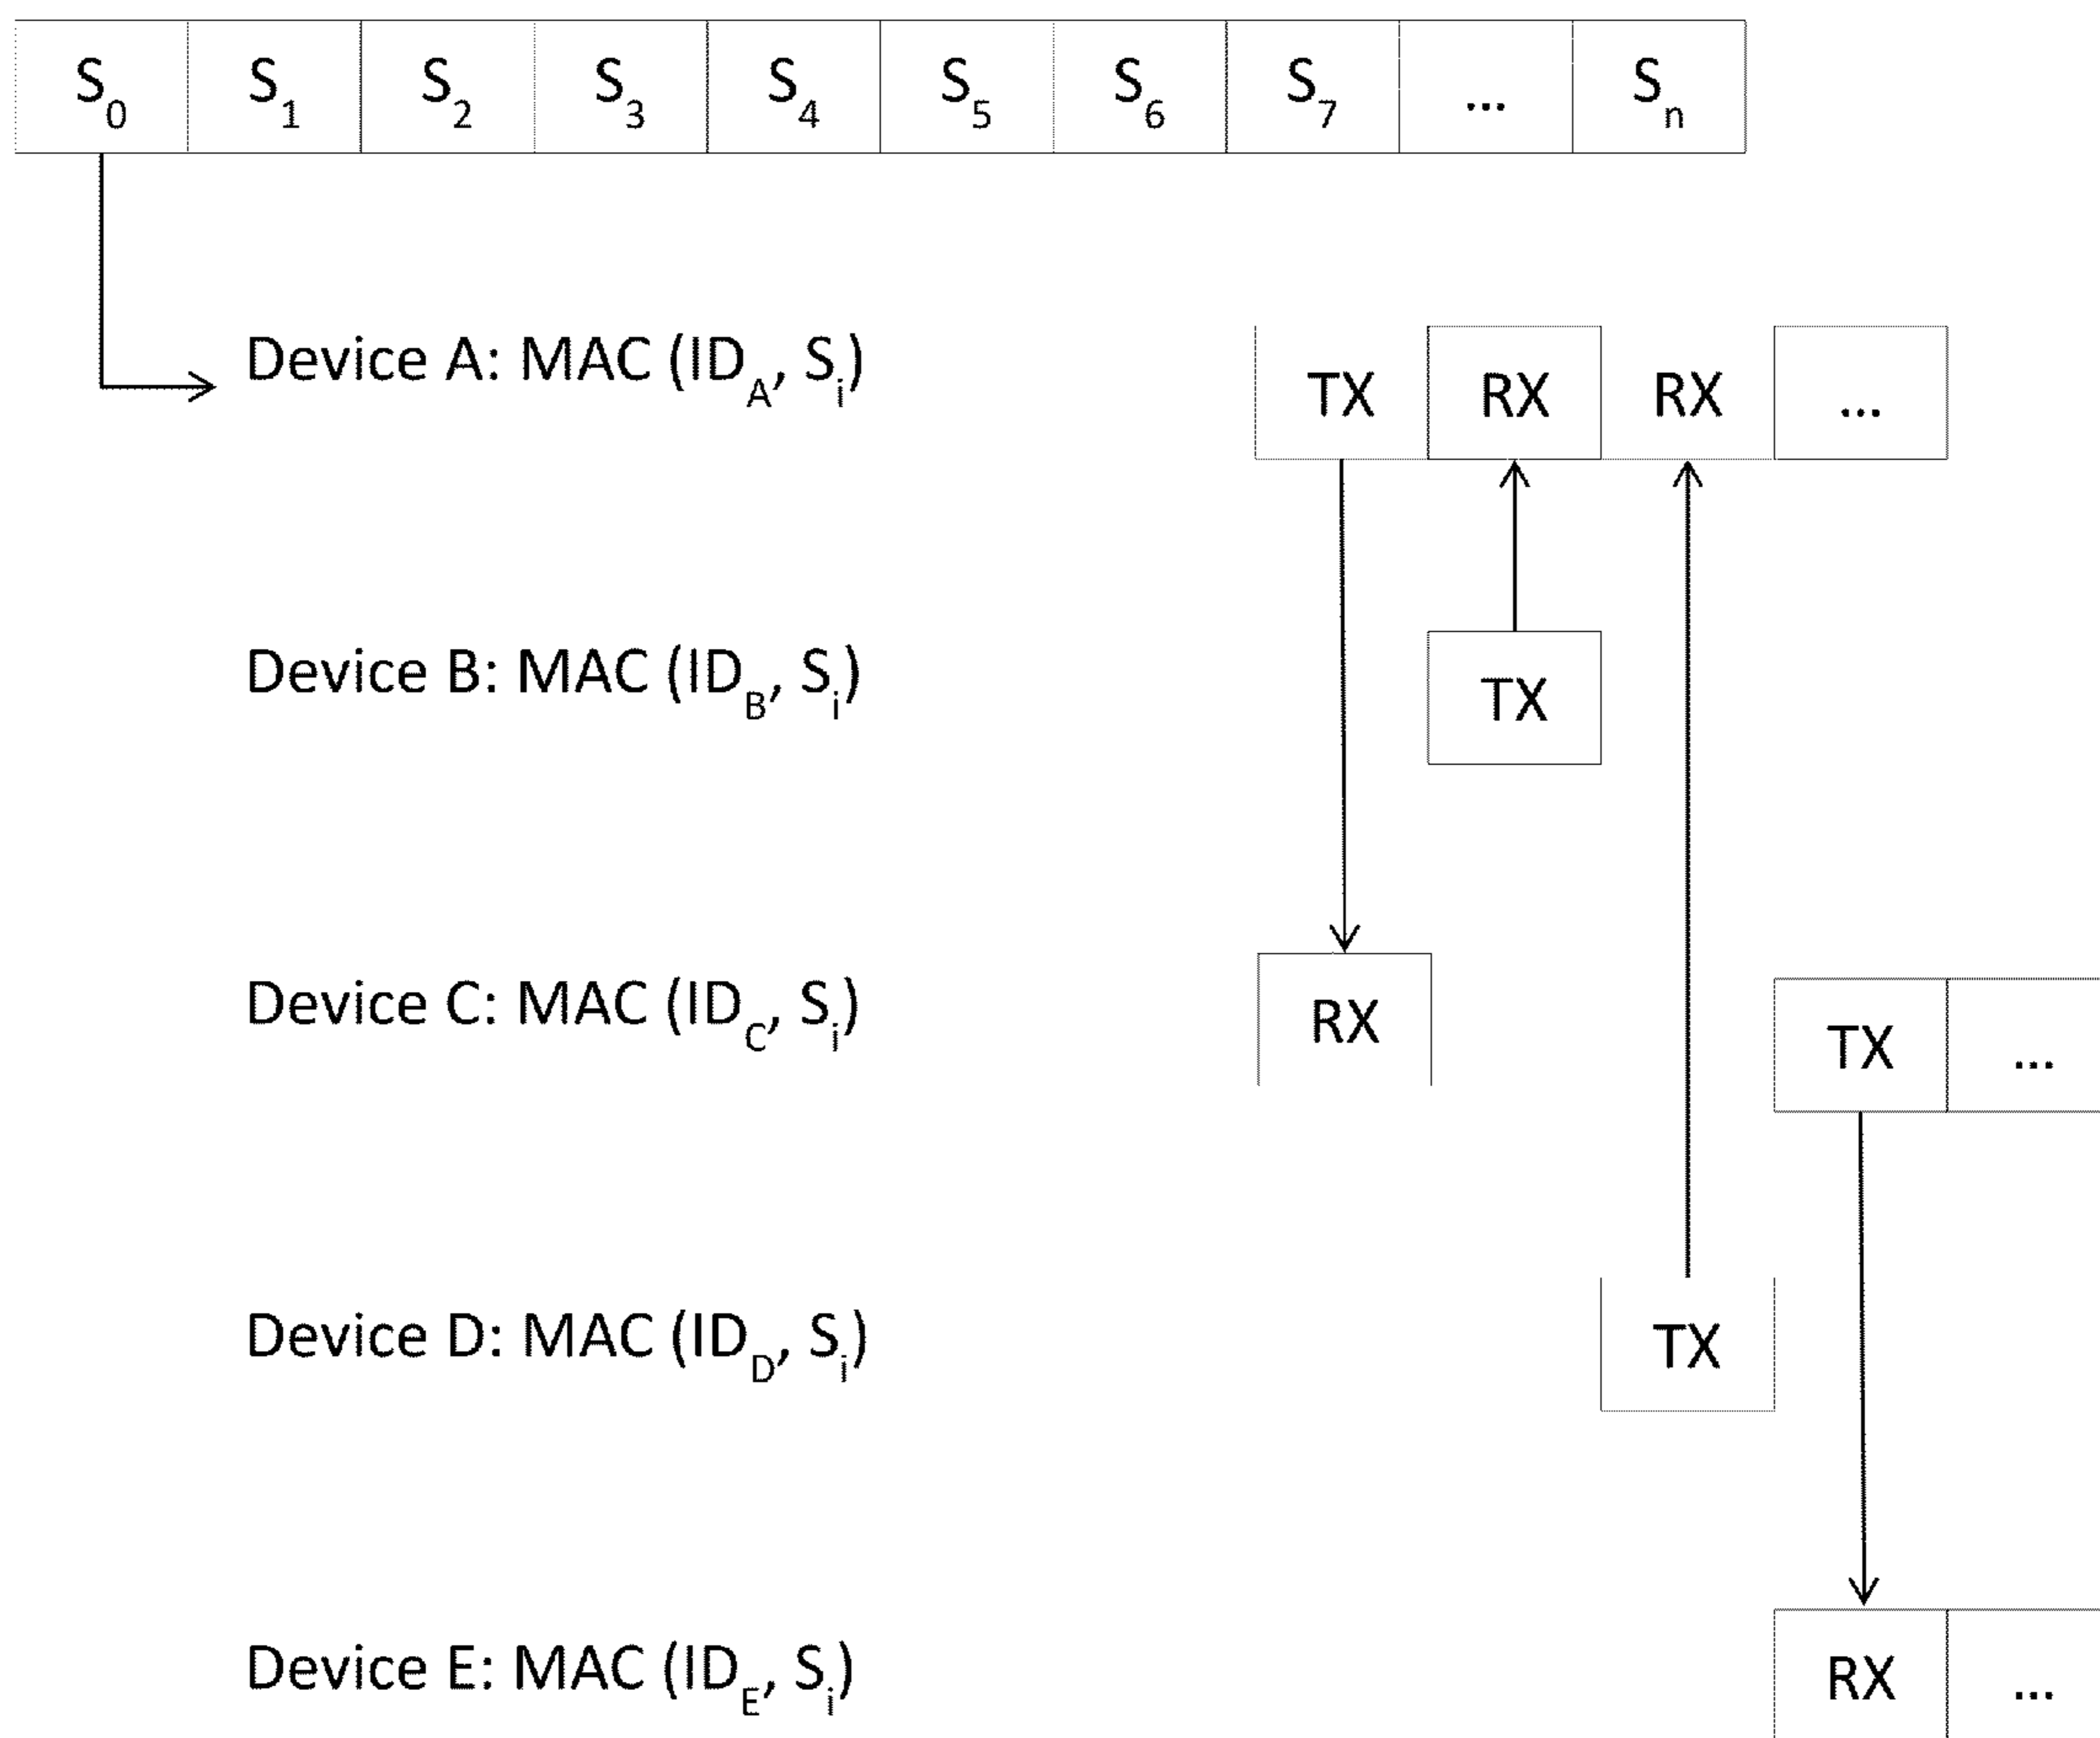 S0 S1 S2 S3 S4 S5 S6 S7 ... Sn
Device A: MAC (IDA, Si) TX RX RX ...
Device B: MAC (IDB, Si) TX
Device C: MAC (IDC, Si) RX TX ...
Device D: MAC (IDD, Si) TX
Device E: MAC (IDE, Si) RX ...